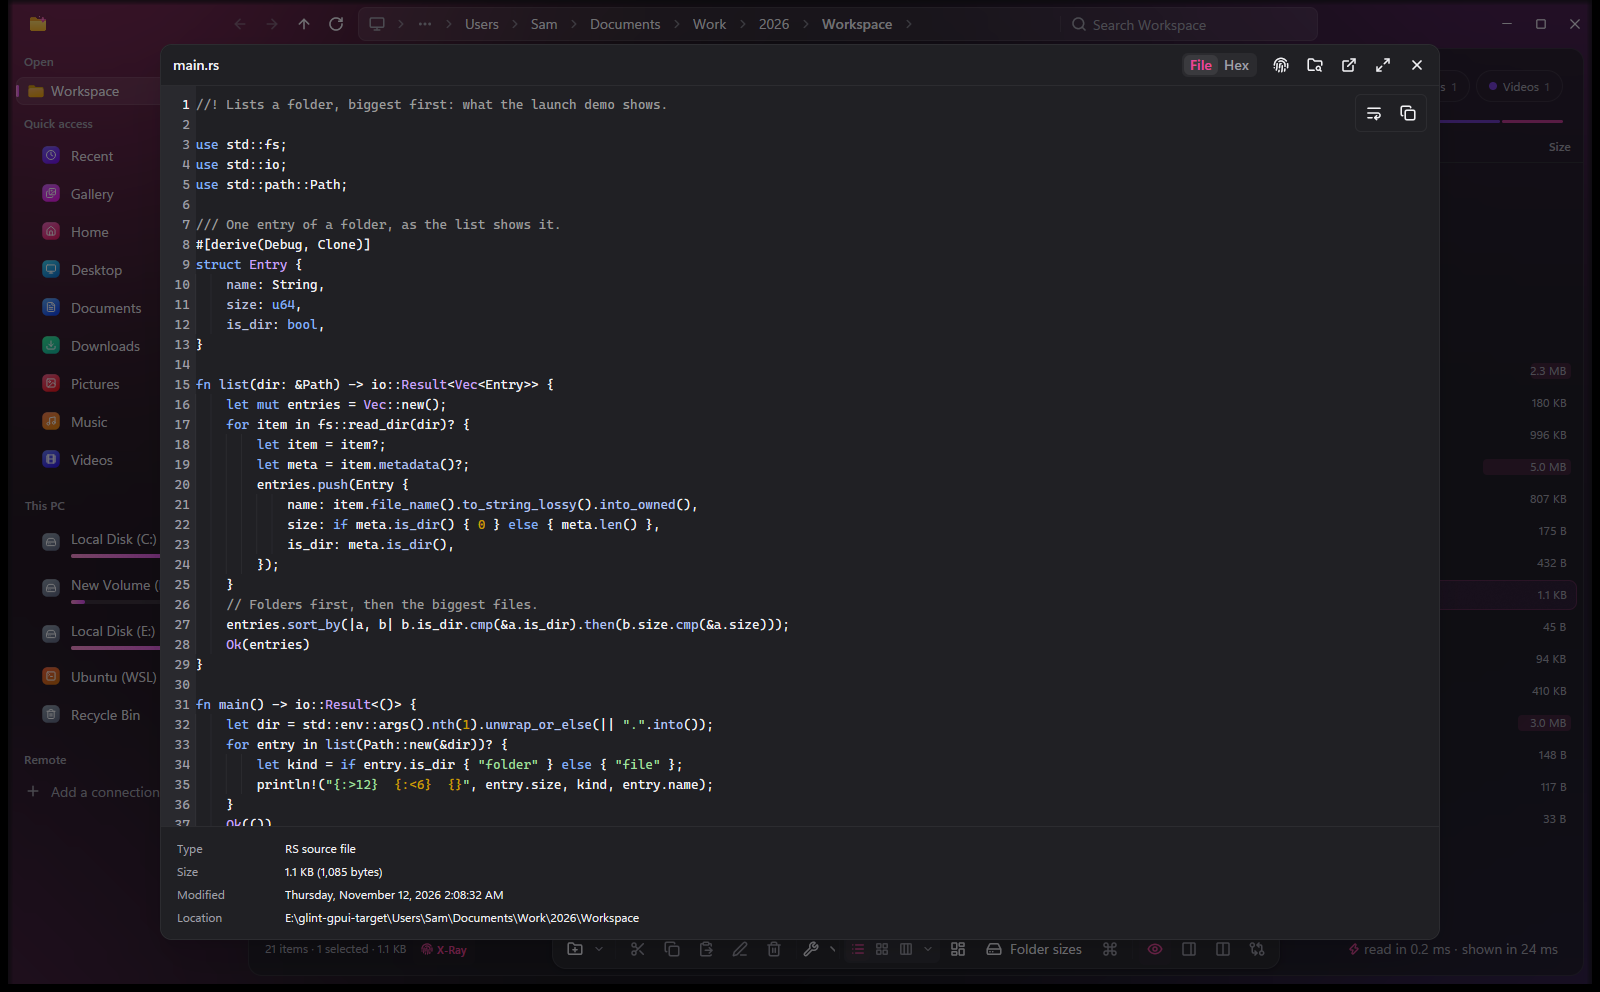 Users
Sam
Documents
Work
2026
Workspace
Search Workspace
Open
Workspace
Quick access
Recent
Gallery
Home
Desktop
Documents
Downloads
Pictures
Music
Videos
This PC
Local Disk (C:)
New Volume (
Local Disk (E:)
Ubuntu (WSL)
Recycle Bin
Remote
Add a connection
main.rs
File Hex
1 //! Lists a folder, biggest first: what the launch demo shows.
2
3 use std::fs;
4 use std::io;
5 use std::path::Path;
6
7 /// One entry of a folder, as the list shows it.
8 #[derive(Debug, Clone)]
9 struct Entry {
10     name: String,
11     size: u64,
12     is_dir: bool,
13 }
14
15 fn list(dir: &Path) -> io::Result<Vec<Entry>> {
16     let mut entries = Vec::new();
17     for item in fs::read_dir(dir)? {
18         let item = item?;
19         let meta = item.metadata()?;
20         entries.push(Entry {
21             name: item.file_name().to_string_lossy().into_owned(),
22             size: if meta.is_dir() { 0 } else { meta.len() },
23             is_dir: meta.is_dir(),
24         });
25     }
26     // Folders first, then the biggest files.
27     entries.sort_by(|a, b| b.is_dir.cmp(&a.is_dir).then(b.size.cmp(&a.size)));
28     Ok(entries)
29 }
30
31 fn main() -> io::Result<()> {
32     let dir = std::env::args().nth(1).unwrap_or_else(|| ".".into());
33     for entry in list(Path::new(&dir))? {
34         let kind = if entry.is_dir { "folder" } else { "file" };
35         println!("{:>12}  {:<6}  {}", entry.size, kind, entry.name);
36     }
37     Ok(())
Type RS source file
Size 1.1 KB (1,085 bytes)
Modified Thursday, November 12, 2026 2:08:32 AM
Location E:\glint-gpui-target\Users\Sam\Documents\Work\2026\Workspace
s 1
Videos 1
Size
2.3 MB
180 KB
996 KB
5.0 MB
807 KB
175 B
432 B
1.1 KB
45 B
94 KB
410 KB
3.0 MB
148 B
117 B
33 B
21 items · 1 selected · 1.1 KB
X-Ray
Folder sizes
read in 0.2 ms · shown in 24 ms